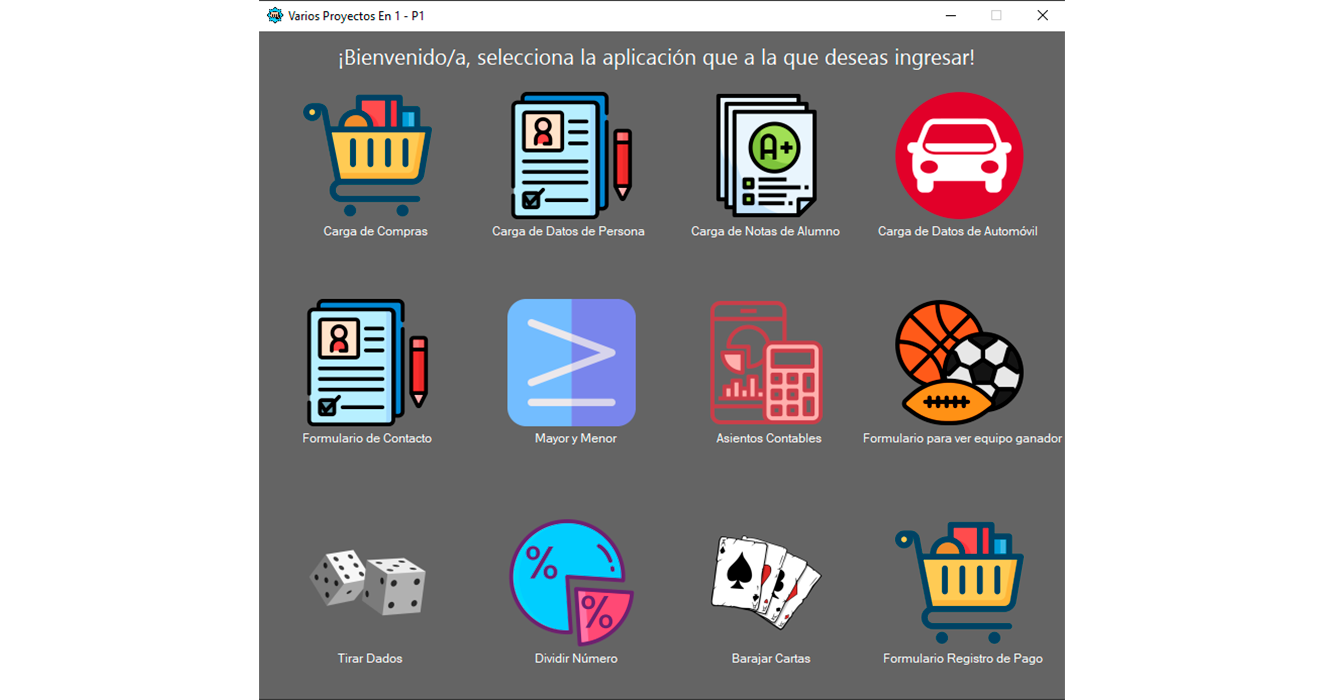 Varios Proyectos En 1 - P1
¡Bienvenido/a, selecciona la aplicación que a la que deseas ingresar!
A+
Carga de Compras
Carga de Datos de Persona
Carga de Notas de Alumno
Carga de Datos de Automóvil
Formulario de Contacto
Mayor y Menor
Asientos Contables
Formulario para ver equipo ganador
%
%
Tirar Dados
Dividir Número
Barajar Cartas
Formulario Registro de Pago